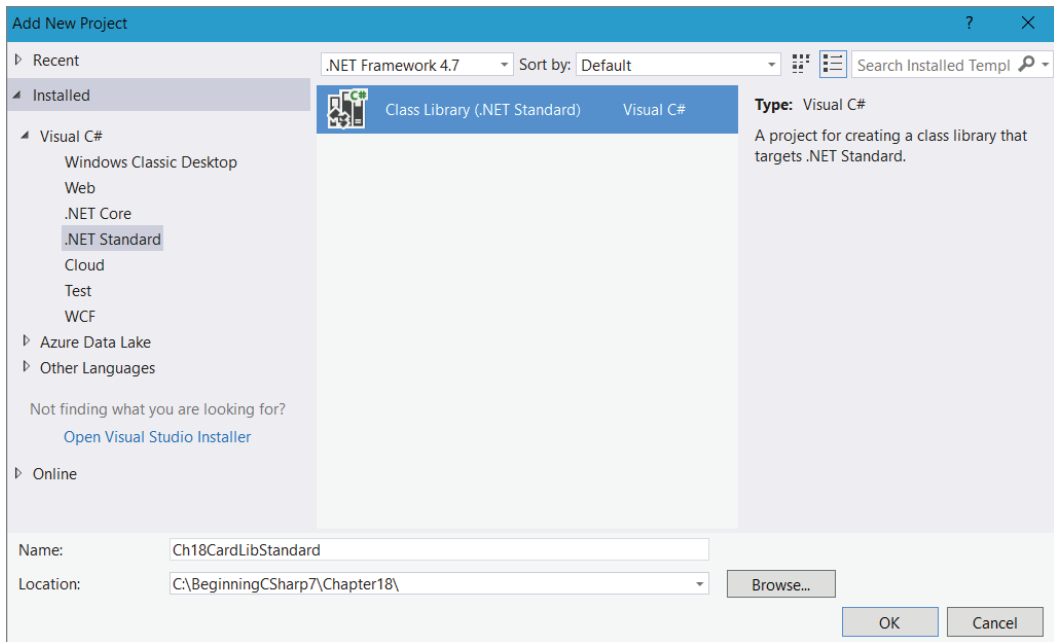 Add New Project
?
Recent
.NET Framework 4.7
Sort by:
Default
Search Installed Templ
Installed
Visual C#
Windows Classic Desktop
Web
.NET Core
.NET Standard
Cloud
Test
WCF
Azure Data Lake
Other Languages
Not finding what you are looking for?
Open Visual Studio Installer
Online
C#
Class Library (.NET Standard)
Visual C#
Type: Visual C#
A project for creating a class library that
targets .NET Standard.
Name:
Ch18CardLibStandard
Location:
C:\BeginningCSharp7\Chapter18\
Browse...
OK
Cancel